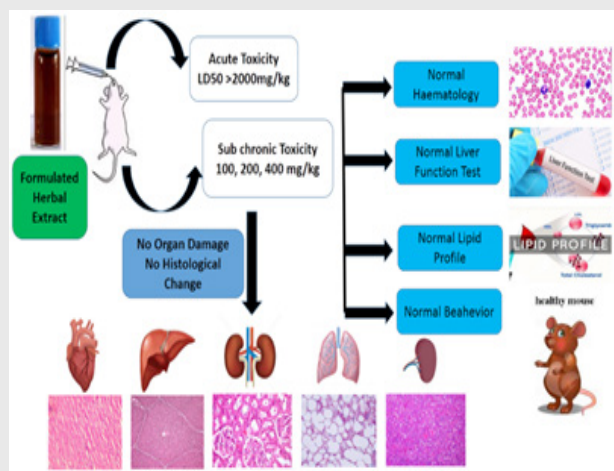 Acute Toxicity
LD50 >2000mg/kg
Formulated
Herbal
Extract
Sub chronic Toxicity
100, 200, 400 mg/kg
No Organ Damage
No Histological
Change
Normal
Haematology
Normal Liver
Function Test
Liver Function Test
Normal Lipid
Profile
LIPID PROFILE
Normal Beahevior
healthy mouse